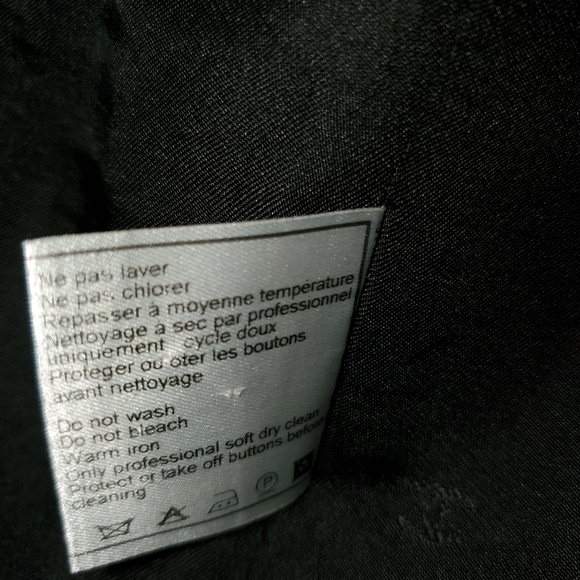 Ne pas laver
Ne pas chlorer
Repasser à moyenne température
Nettoyage à sec par professionnel
uniquement cycle doux
Proteger ou oter les boutons
avant nettoyage
Do not wash
Do not bleach
Warm iron
Only professional soft dry clean
Protect or take off buttons before
cleaning
P